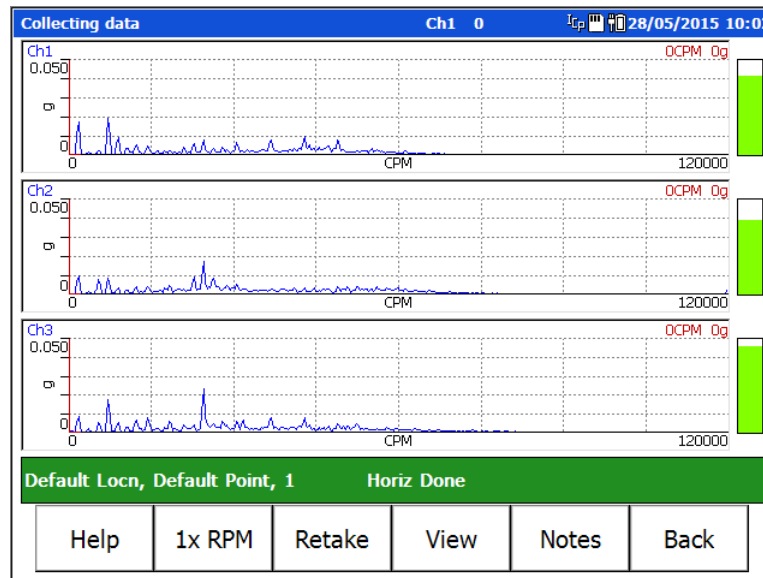 Collecting data Ch1 0 ICP 28/05/2015 10:02
Ch1 0CPM 0g
0.050
g
0
0 CPM 120000
Ch2 0CPM 0g
0.050
g
0
0 CPM 120000
Ch3 0CPM 0g
0.050
g
0
0 CPM 120000
Default Locn, Default Point, 1 Horiz Done
Help 1x RPM Retake View Notes Back